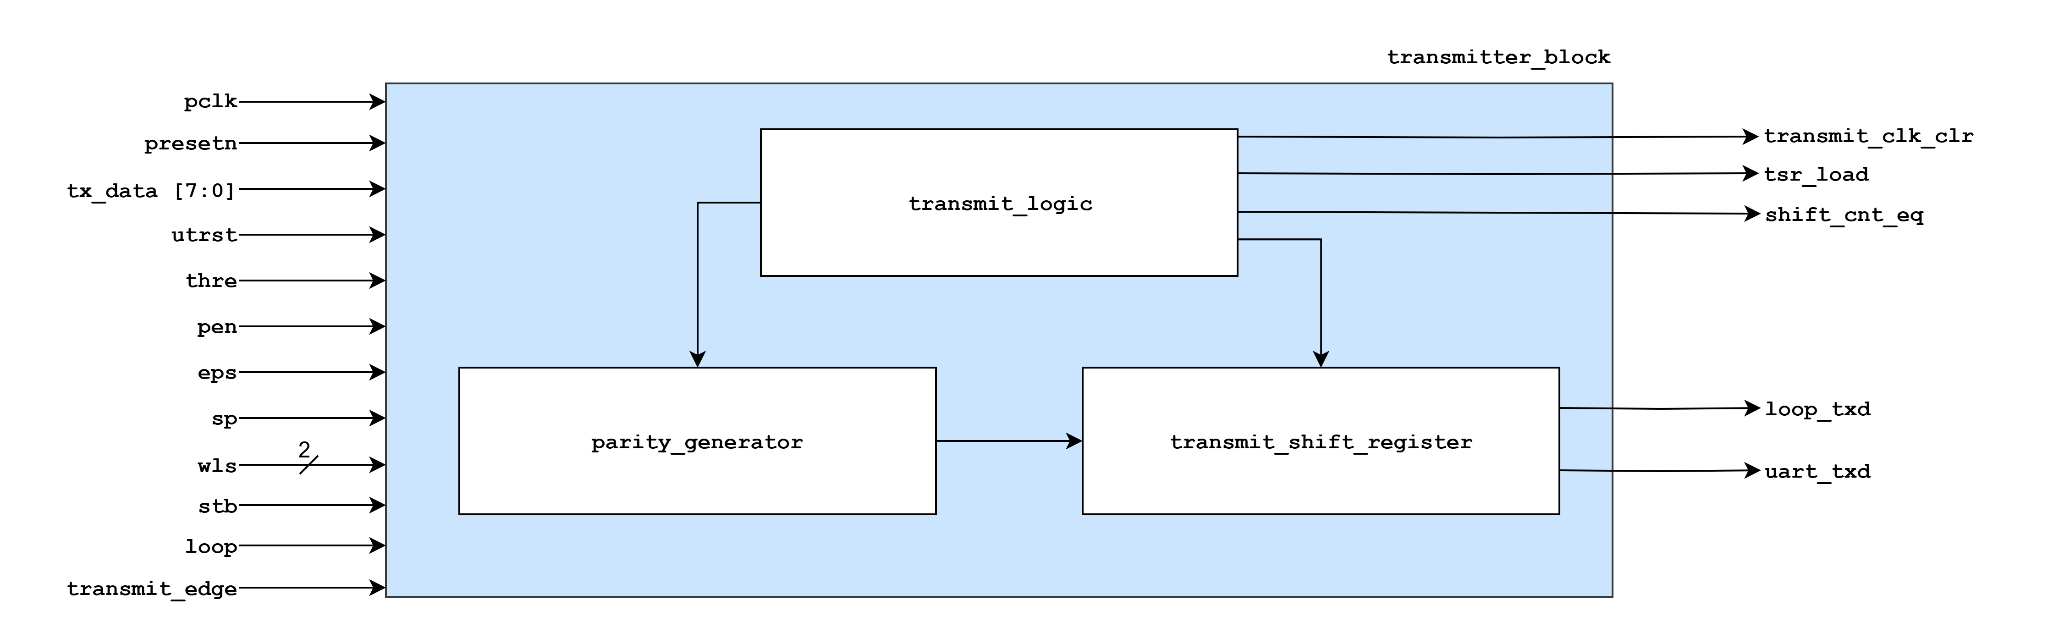 transmitter_block
pclk
presetn
tx_data [7:0]
utrst
thre
pen
eps
sp
2
wls
stb
loop
transmit_edge
transmit_logic
parity_generator
transmit_shift_register
transmit_clk_clr
tsr_load
shift_cnt_eq
loop_txd
uart_txd